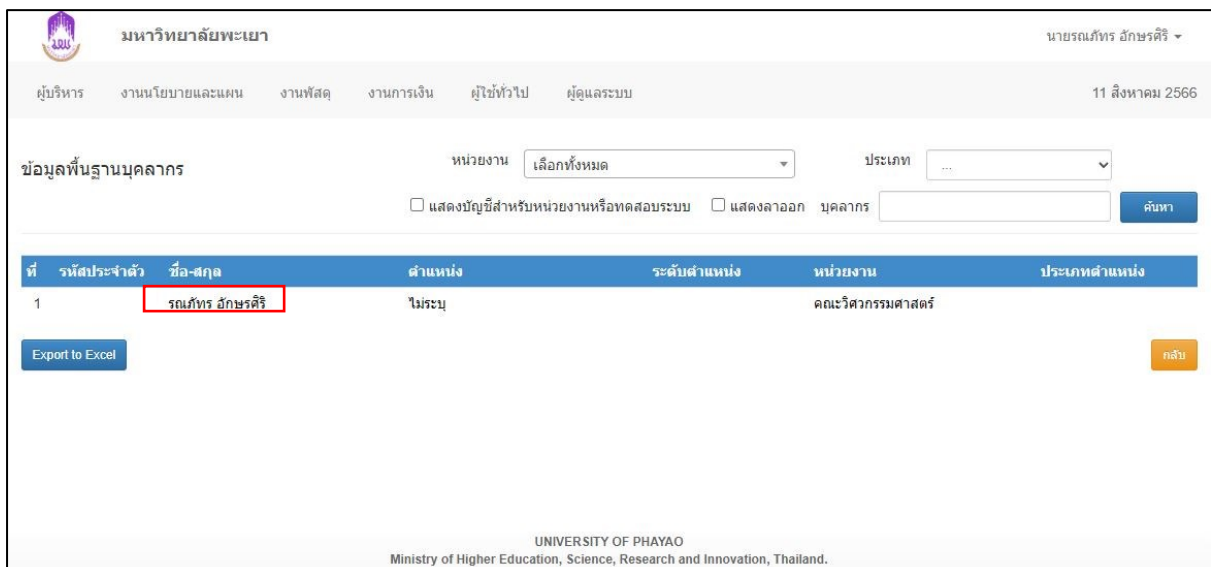 มหาวิทยาลัยพะเยา นายรณภัทร อักษรศิริ
ผู้บริหาร งานนโยบายและแผน งานพัสดุ งานการเงิน ผู้ใช้ทั่วไป ผู้ดูแลระบบ 11 สิงหาคม 2566
ข้อมูลพื้นฐานบุคลากร หน่วยงาน เลือกทั้งหมด ประเภท ...
แสดงบัญชีสำหรับหน่วยงานหรือทดสอบระบบ แสดงลาออก บุคลากร ค้นหา
ที่ รหัสประจำตัว ชื่อ-สกุล ตำแหน่ง ระดับตำแหน่ง หน่วยงาน ประเภทตำแหน่ง
1 รณภัทร อักษรศิริ ไม่ระบุ คณะวิศวกรรมศาสตร์
Export to Excel กลับ
UNIVERSITY OF PHAYAO
Ministry of Higher Education, Science, Research and Innovation, Thailand.